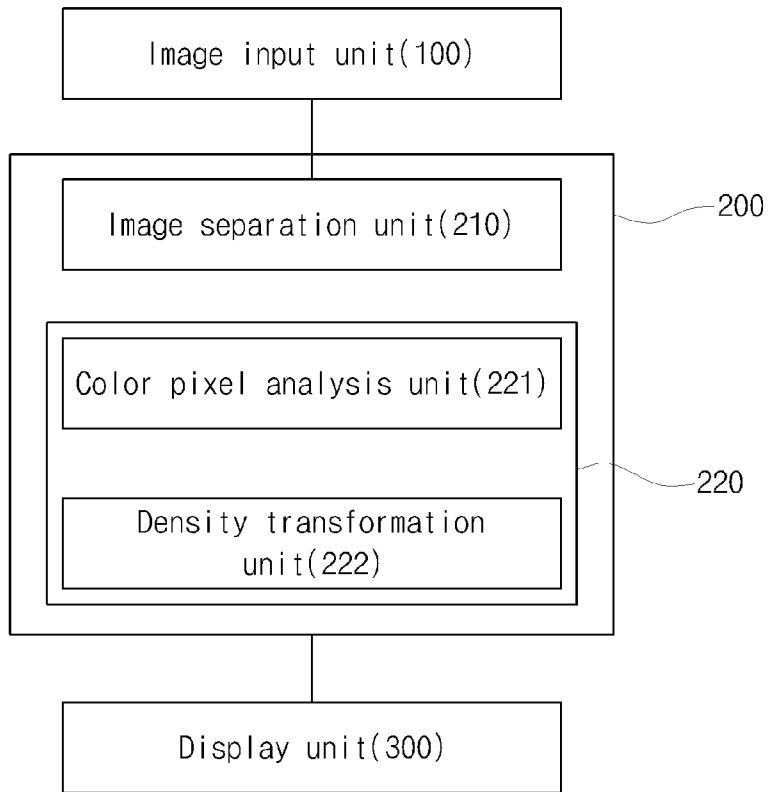 Image input unit(100)
Image separation unit(210)
200
Color pixel analysis unit(221)
220
Density transformation
unit(222)
Display unit(300)